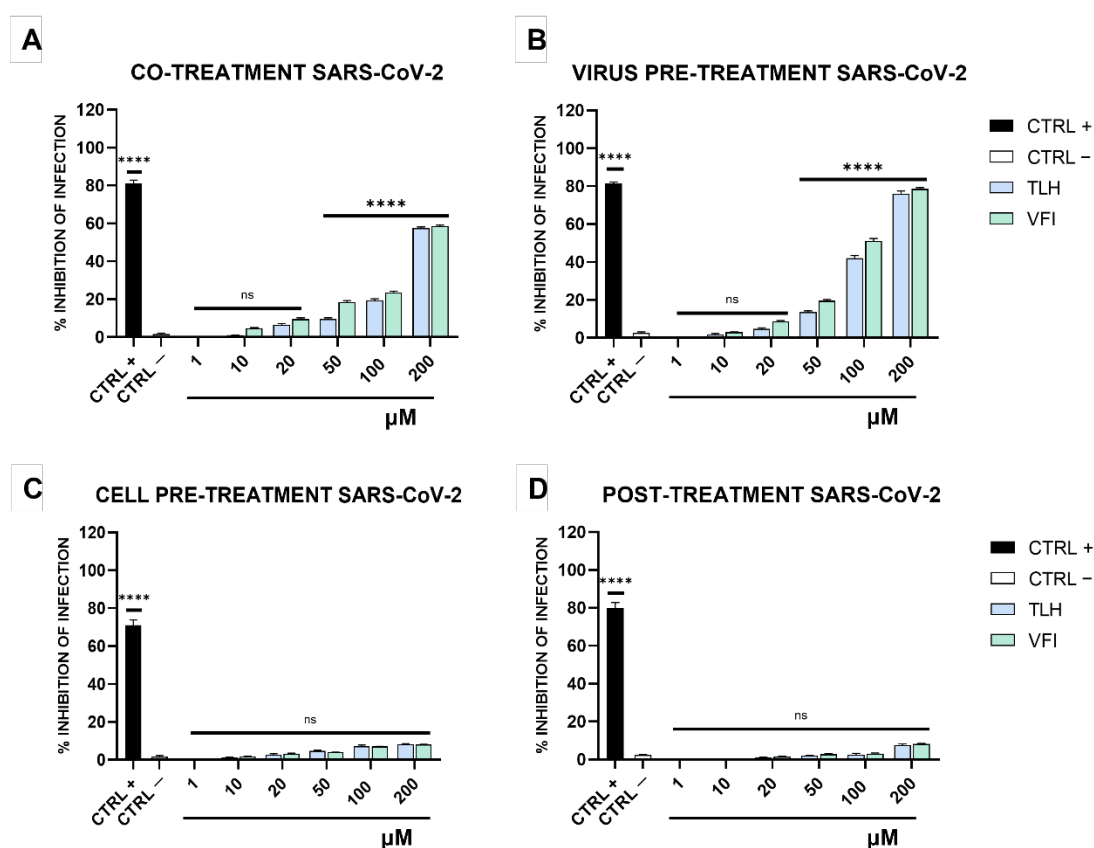 A
CO-TREATMENT SARS-CoV-2
% INHIBITION OF INFECTION
120
100
80
60
40
20
0
****
ns
****
CTRL +
CTRL –
1
10
20
50
100
200
µM
B
VIRUS PRE-TREATMENT SARS-CoV-2
% INHIBITION OF INFECTION
120
100
80
60
40
20
0
****
ns
****
CTRL +
CTRL –
1
10
20
50
100
200
µM
CTRL +
CTRL –
TLH
VFI
C
CELL PRE-TREATMENT SARS-CoV-2
% INHIBITION OF INFECTION
120
100
80
60
40
20
0
****
ns
CTRL +
CTRL –
1
10
20
50
100
200
µM
D
POST-TREATMENT SARS-CoV-2
% INHIBITION OF INFECTION
120
100
80
60
40
20
0
****
ns
CTRL +
CTRL –
1
10
20
50
100
200
µM
CTRL +
CTRL –
TLH
VFI